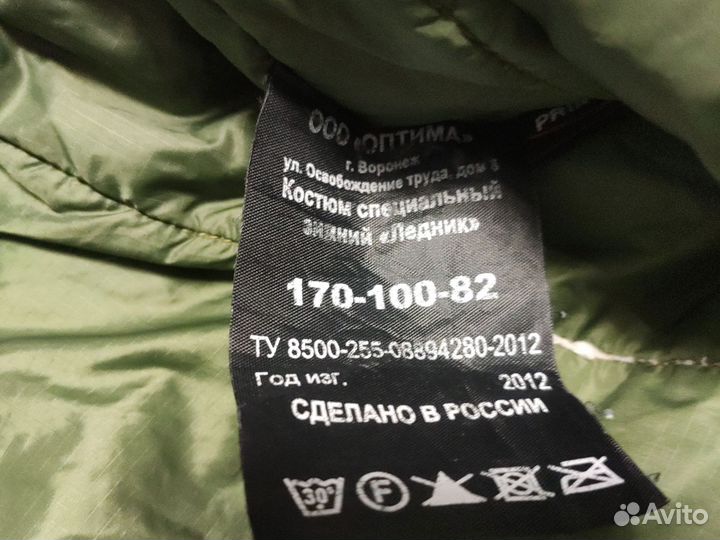 ООО «ОПТИМА»
г. Воронеж
ул. Освобождение труда, дом 8
Костюм специальный
зимний «Ледник»
170-100-82
ТУ 8500-255-08894280-2012
Год изг. 2012
СДЕЛАНО В РОССИИ
30°
F
Avito